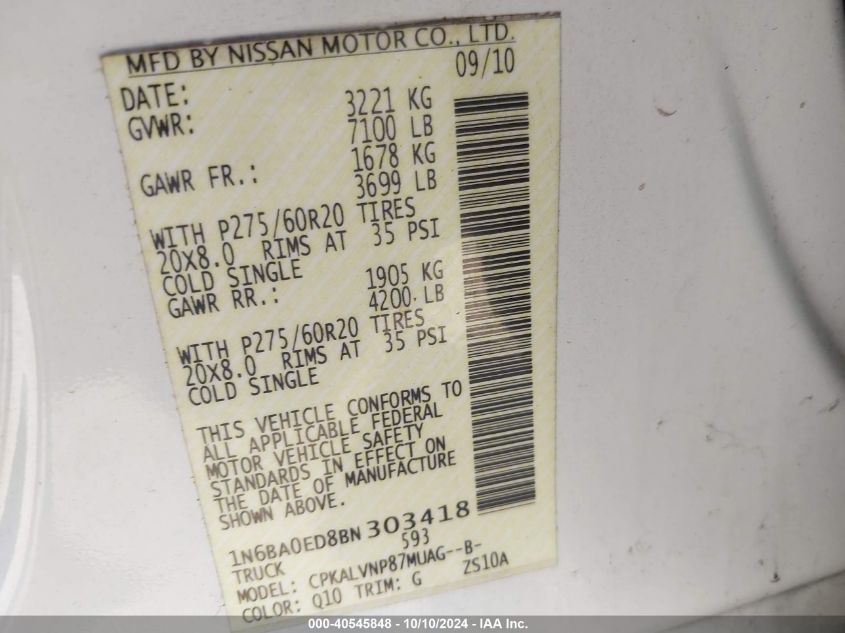 MFD BY NISSAN MOTOR CO., LTD.
DATE: 09/10
GVWR: 3221 KG
7100 LB
GAWR FR.: 1678 KG
3699 LB
WITH P275/60R20 TIRES
20X8.0 RIMS AT 35 PSI
COLD SINGLE
GAWR RR.: 1905 KG
4200 LB
WITH P275/60R20 TIRES
20X8.0 RIMS AT 35 PSI
COLD SINGLE
THIS VEHICLE CONFORMS TO
ALL APPLICABLE FEDERAL
MOTOR VEHICLE SAFETY
STANDARDS IN EFFECT ON
THE DATE OF MANUFACTURE
SHOWN ABOVE.
1N6BA0ED8BN303418
TRUCK 593
MODEL: CPKALVNP87MUAG--B-
COLOR: Q10 TRIM: G ZS10A
000-40545848 - 10/10/2024 - IAA Inc.